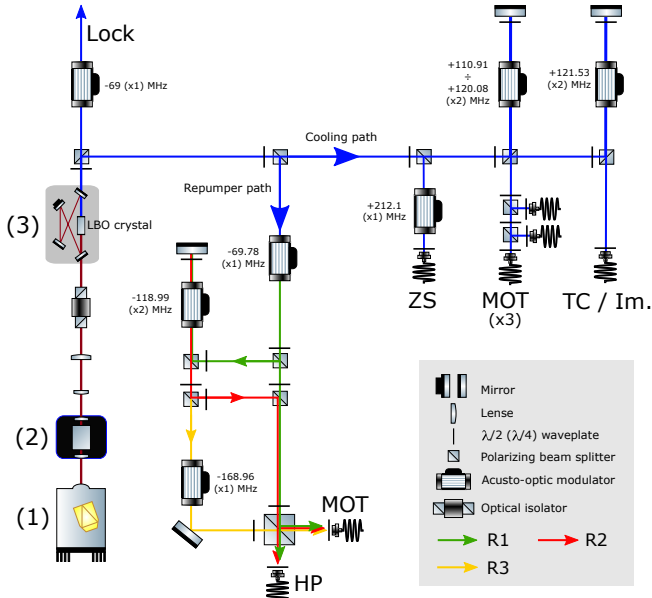 Lock
-69 (x1) MHz
+110.91
÷
+120.08
(x2) MHz
+121.53
(x2) MHz
Cooling path
Repumper path
(3)
LBO crystal
+212.1
(x1) MHz
-69.78
(x1) MHz
-118.99
(x2) MHz
ZS
MOT
(x3)
TC / Im.
(2)
(1)
-168.96
(x1) MHz
MOT
HP
Mirror
Lense
λ/2 (λ/4) waveplate
Polarizing beam splitter
Acusto-optic modulator
Optical isolator
R1
R2
R3